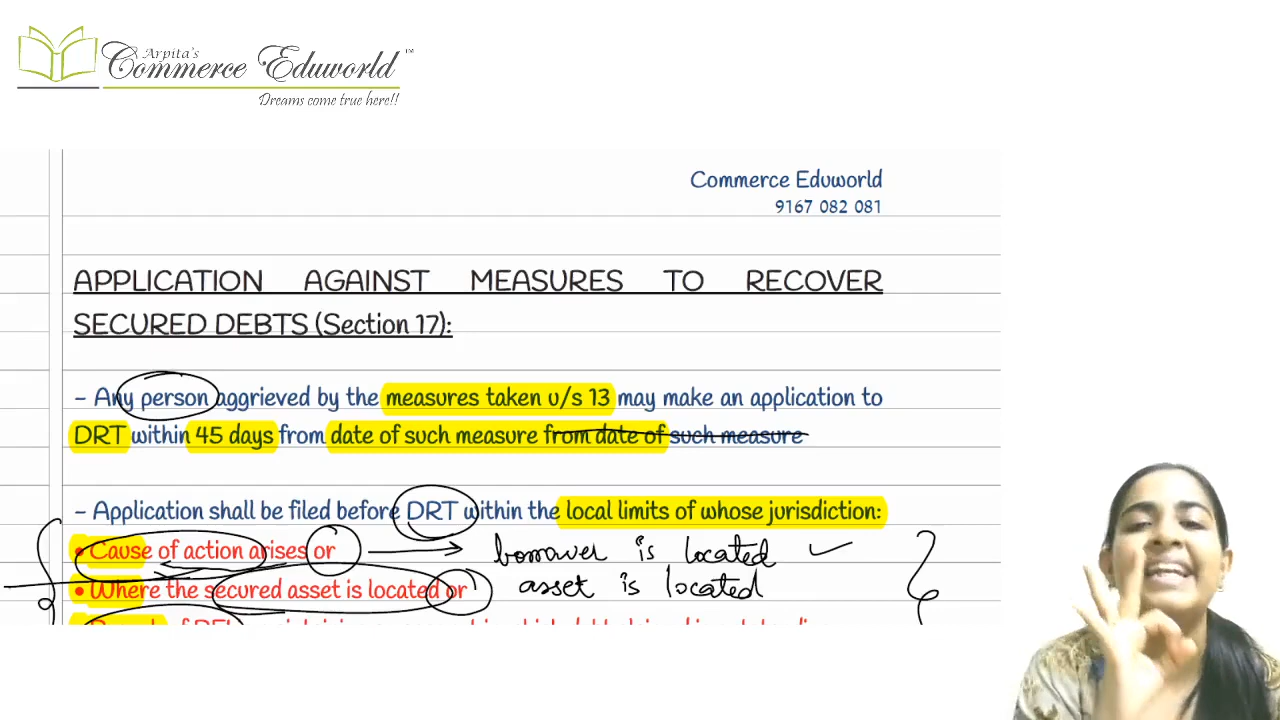 Arpita's
Commerce Eduworld™
Dreams come true here!!
Commerce Eduworld
9167 082 081
APPLICATION AGAINST MEASURES TO RECOVER
SECURED DEBTS (Section 17):
- Any person aggrieved by the measures taken u/s 13 may make an application to
DRT within 45 days from date of such measure from date of such measure
- Application shall be filed before DRT within the local limits of whose jurisdiction:
• Cause of action arises or → borrower is located ✓
• Where the secured asset is located or asset is located